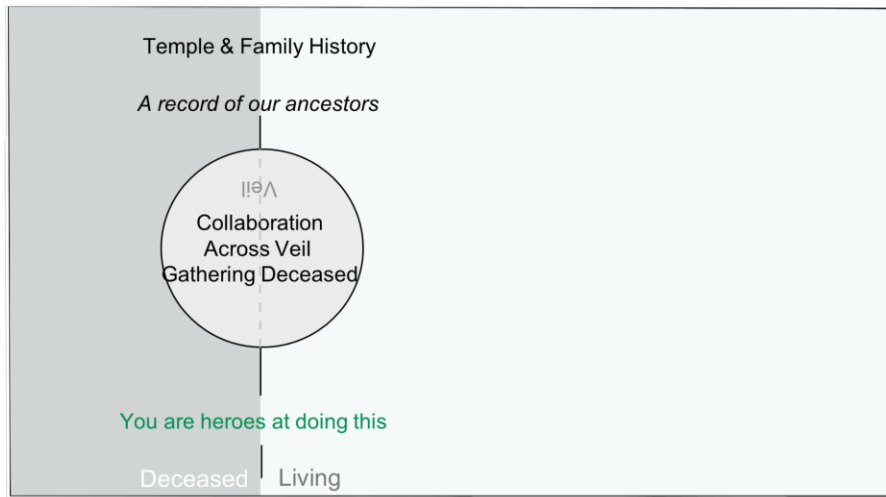 Temple & Family History
A record of our ancestors
Veil
Collaboration
Across Veil
Gathering Deceased
You are heroes at doing this
Deceased
Living